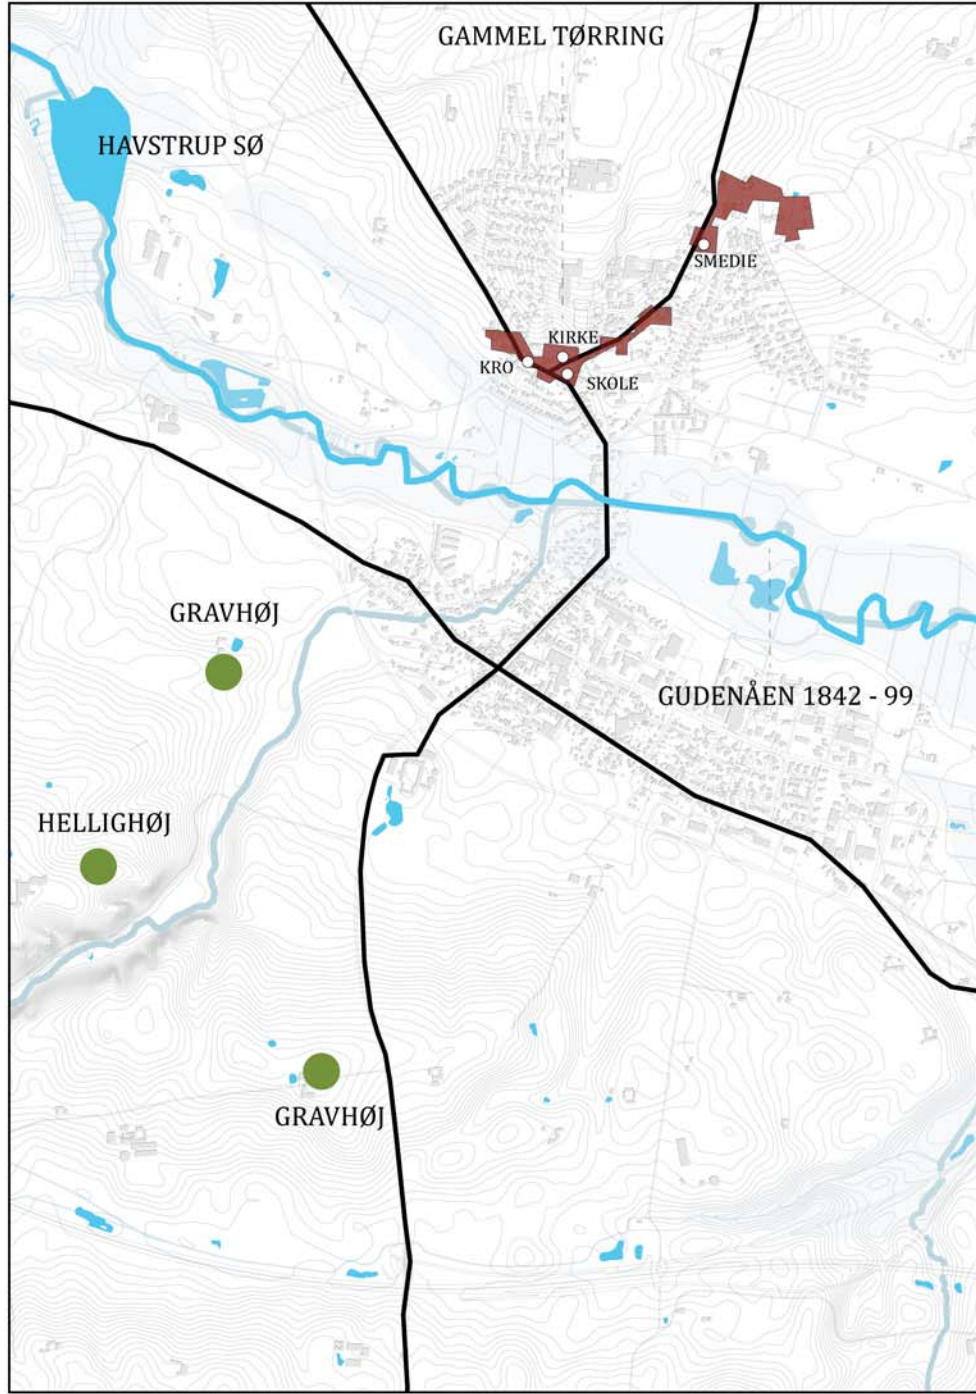 GAMMEL TØRRING
HAVSTRUP SØ
SMEDIE
KIRKE
KRO
SKOLE
GRAVHØJ
GUDENÅEN 1842 - 99
HELLIGHØJ
GRAVHØJ